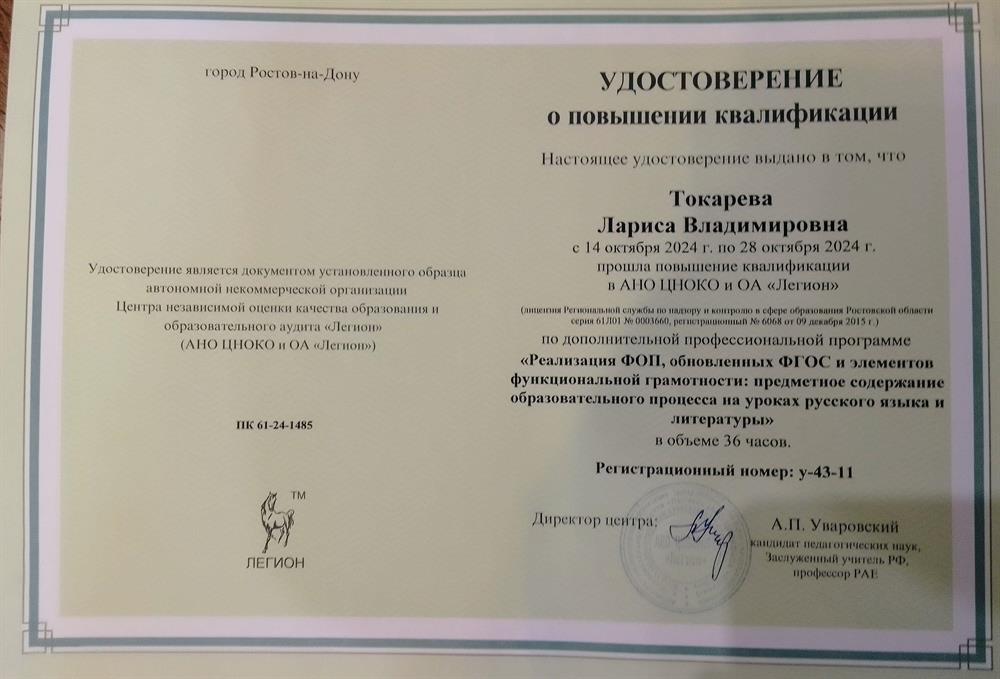 город Ростов-на-Дону
Удостоверение является документом установленного образца
автономной некоммерческой организации
Центра независимой оценки качества образования и
образовательного аудита «Легион»
(АНО ЦНОКО и ОА «Легион»)
ПК 61-24-1485
ТМ
ЛЕГИОН
УДОСТОВЕРЕНИЕ
о повышении квалификации
Настоящее удостоверение выдано в том, что
Токарева
Лариса Владимировна
с 14 октября 2024 г. по 28 октября 2024 г.
прошла повышение квалификации
в АНО ЦНОКО и ОА «Легион»
(лицензия Региональной службы по надзору и контролю в сфере образования Ростовской области
серия 61Л01 № 0003660, регистрационный № 6068 от 09 декабря 2015 г.)
по дополнительной профессиональной программе
«Реализация ФОП, обновленных ФГОС и элементов
функциональной грамотности: предметное содержание
образовательного процесса на уроках русского языка и
литературы»
в объеме 36 часов.
Регистрационный номер: у-43-11
Директор центра:
А.П. Уваровский
кандидат педагогических наук,
Заслуженный учитель РФ,
профессор РАЕ